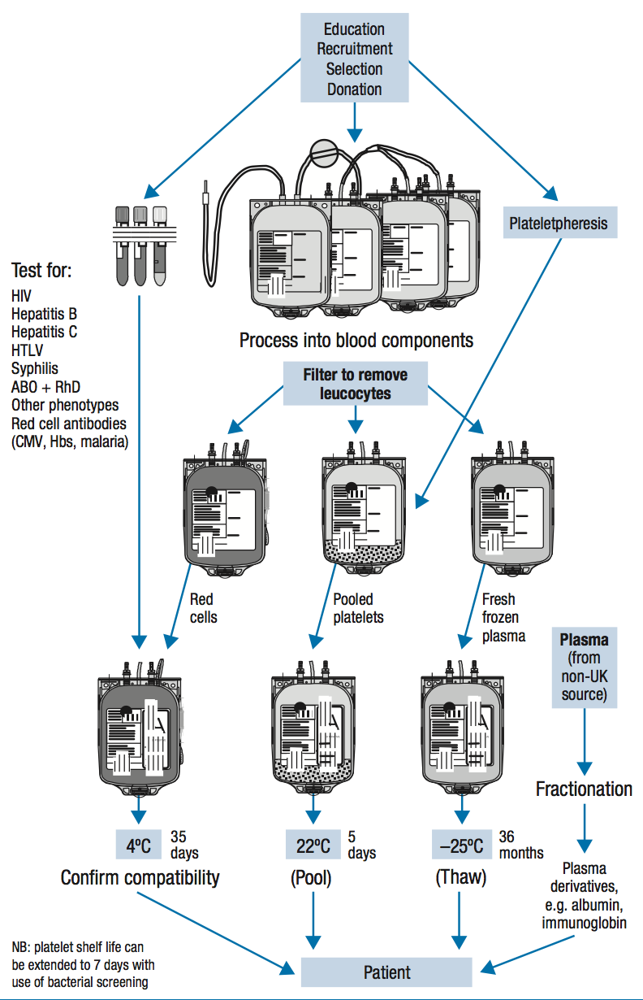 Education
Recruitment
Selection
Donation
Plateletpheresis
Test for:
HIV
Hepatitis B
Hepatitis C
HTLV
Syphilis
ABO + RhD
Other phenotypes
Red cell antibodies
(CMV, Hbs, malaria)
Process into blood components
Filter to remove
leucocytes
Red
cells
Pooled
platelets
Fresh
frozen
plasma
Plasma
(from
non-UK
source)
A
A
A
Fractionation
4ºC
35
days
22ºC
5
days
–25ºC
36
months
Confirm compatibility
(Pool)
(Thaw)
Plasma
derivatives,
e.g. albumin,
immunoglobin
NB: platelet shelf life can
be extended to 7 days with
use of bacterial screening
Patient